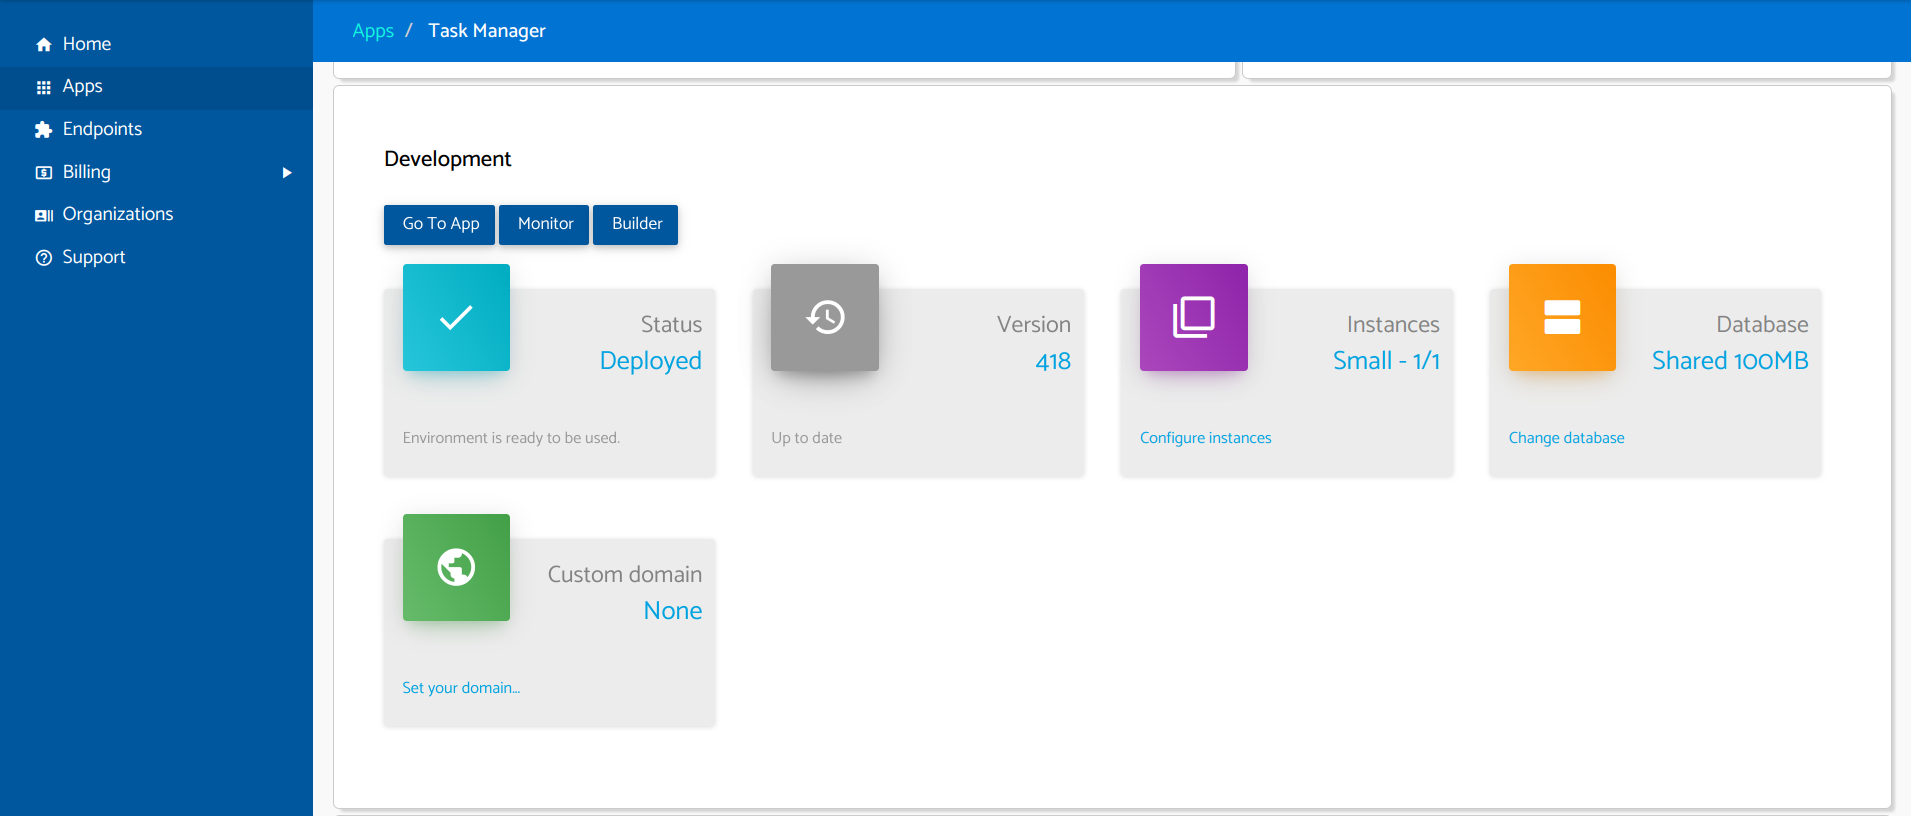 Home
Apps
Endpoints
Billing
Organizations
Support
Apps / Task Manager
Development
Go To App Monitor Builder
Status
Deployed
Environment is ready to be used.
Version
418
Up to date
Instances
Small - 1/1
Configure instances
Database
Shared 100MB
Change database
Custom domain
None
Set your domain...